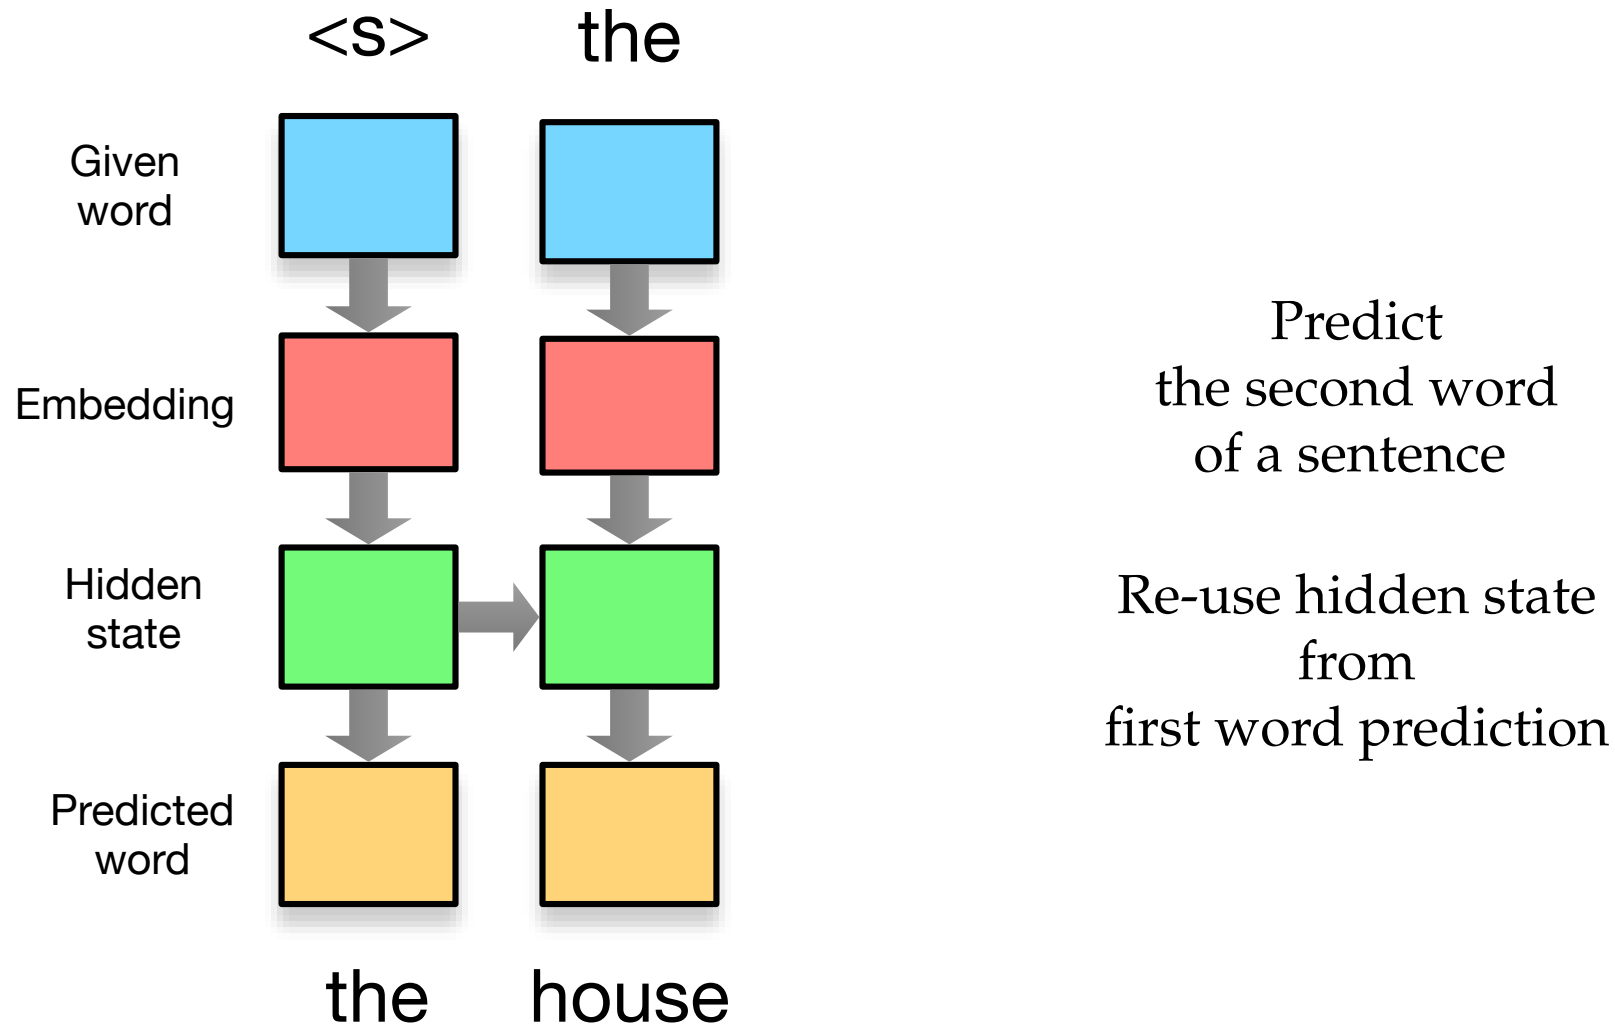 <s> the
Given
word
Embedding
Hidden
state
Predicted
word
the house
Predict
the second word
of a sentence
Re-use hidden state
from
first word prediction